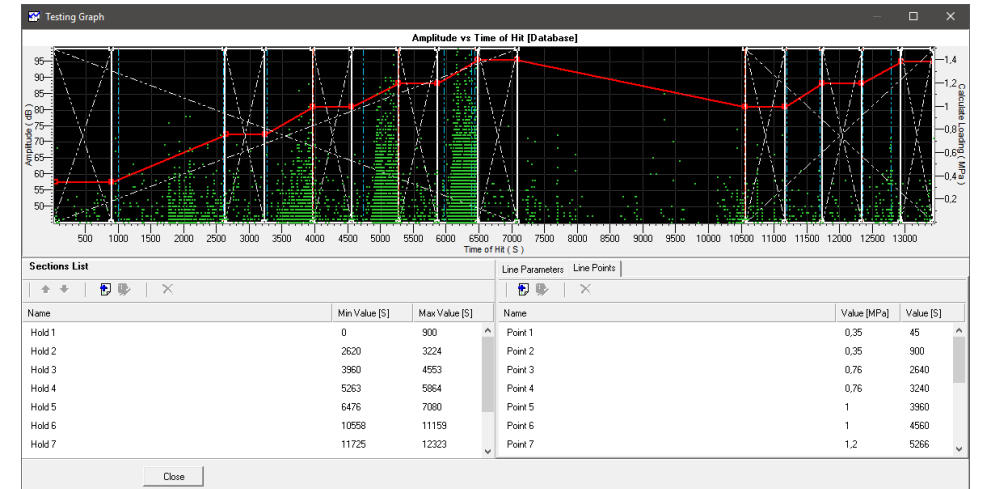 Testing Graph
Amplitude vs Time of Hit [Database]
95
90
85
80
75
70
65
60
55
50
Amplitude ( dB )
1,4
1,2
1
0,8
0,6
0,4
0,2
Calculate Loading ( MPa )
500 1000 1500 2000 2500 3000 3500 4000 4500 5000 5500 6000 6500 7000 7500 8000 8500 9000 9500 10000 10500 11000 11500 12000 12500 13000
Time of Hit ( S )
Sections List
Line Parameters Line Points
Name Min Value [S] Max Value [S] Name Value [MPa] Value [S]
Hold 1 0 900 Point 1 0,35 45
Hold 2 2620 3224 Point 2 0,35 900
Hold 3 3960 4553 Point 3 0,76 2640
Hold 4 5263 5864 Point 4 0,76 3240
Hold 5 6476 7080 Point 5 1 3960
Hold 6 10558 11159 Point 6 1 4560
Hold 7 11725 12323 Point 7 1,2 5266
Close